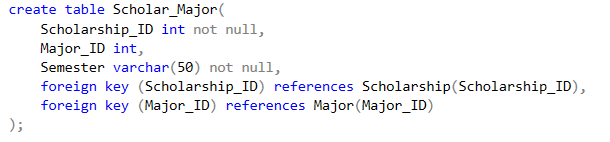 create table Scholar_Major(
    Scholarship_ID int not null,
    Major_ID int,
    Semester varchar(50) not null,
    foreign key (Scholarship_ID) references Scholarship(Scholarship_ID),
    foreign key (Major_ID) references Major(Major_ID)
);